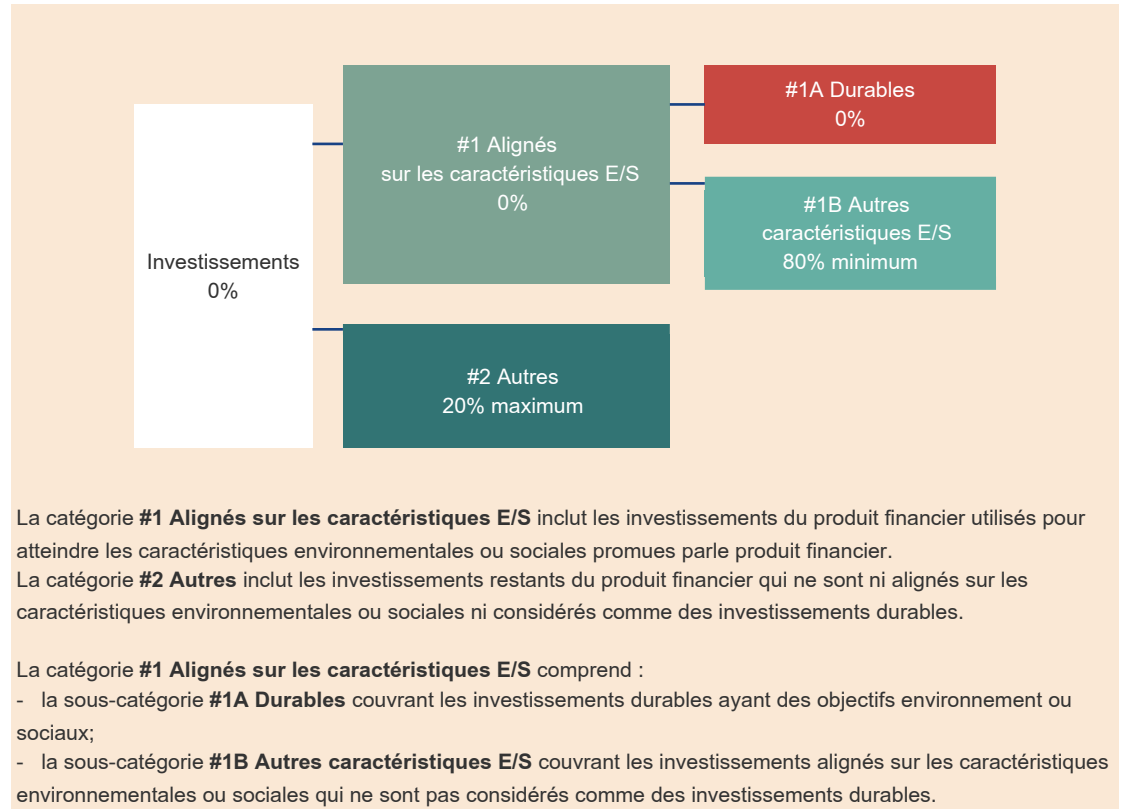 Investissements
0%
#1 Alignés
sur les caractéristiques E/S
0%
#2 Autres
20% maximum
#1A Durables
0%
#1B Autres
caractéristiques E/S
80% minimum
La catégorie #1 Alignés sur les caractéristiques E/S inclut les investissements du produit financier utilisés pour
atteindre les caractéristiques environnementales ou sociales promues parle produit financier.
La catégorie #2 Autres inclut les investissements restants du produit financier qui ne sont ni alignés sur les
caractéristiques environnementales ou sociales ni considérés comme des investissements durables.
La catégorie #1 Alignés sur les caractéristiques E/S comprend :
- la sous-catégorie #1A Durables couvrant les investissements durables ayant des objectifs environnement ou
sociaux;
- la sous-catégorie #1B Autres caractéristiques E/S couvrant les investissements alignés sur les caractéristiques
environnementales ou sociales qui ne sont pas considérés comme des investissements durables.